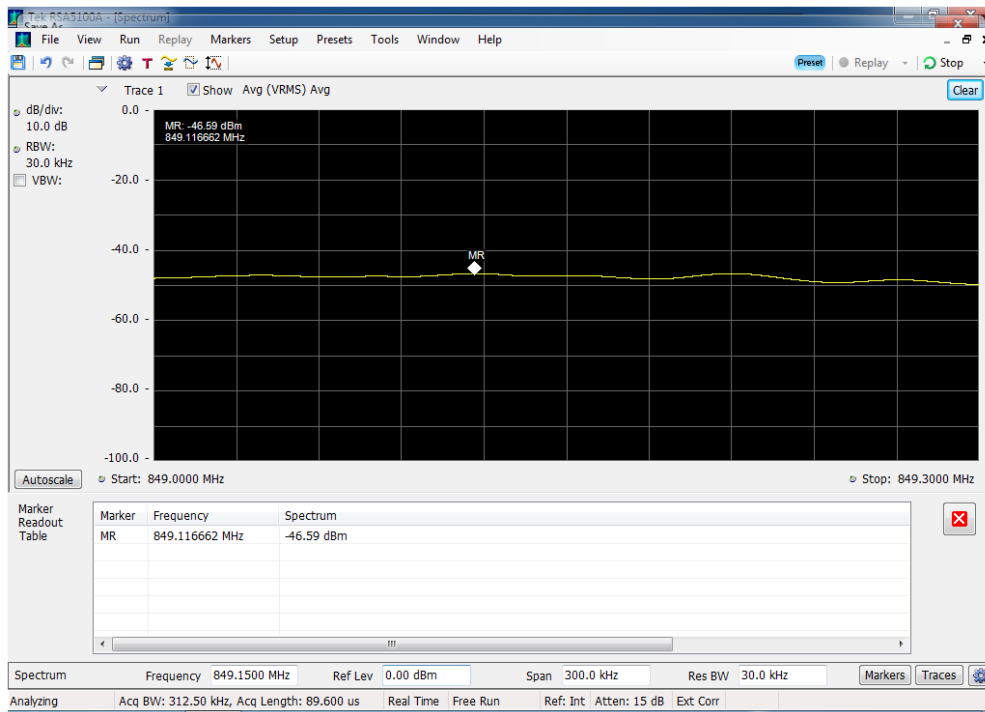 Tek RSA5100A - [Spectrum]
Save As
File View Run Replay Markers Setup Presets Tools Window Help
T Preset Replay Stop
Trace 1 Show Avg (VRMS) Avg Clear
dB/div:
10.0 dB
RBW:
30.0 kHz
VBW:
0.0 -
-20.0 -
-40.0 -
-60.0 -
-80.0 -
-100.0 -
MR: -46.59 dBm
849.116662 MHz
MR
Autoscale Start: 849.0000 MHz Stop: 849.3000 MHz
Marker
Readout
Table
Marker Frequency Spectrum
MR 849.116662 MHz -46.59 dBm
Spectrum Frequency 849.1500 MHz Ref Lev 0.00 dBm Span 300.0 kHz Res BW 30.0 kHz Markers Traces
Analyzing Acq BW: 312.50 kHz, Acq Length: 89.600 us Real Time Free Run Ref: Int Atten: 15 dB Ext Corr